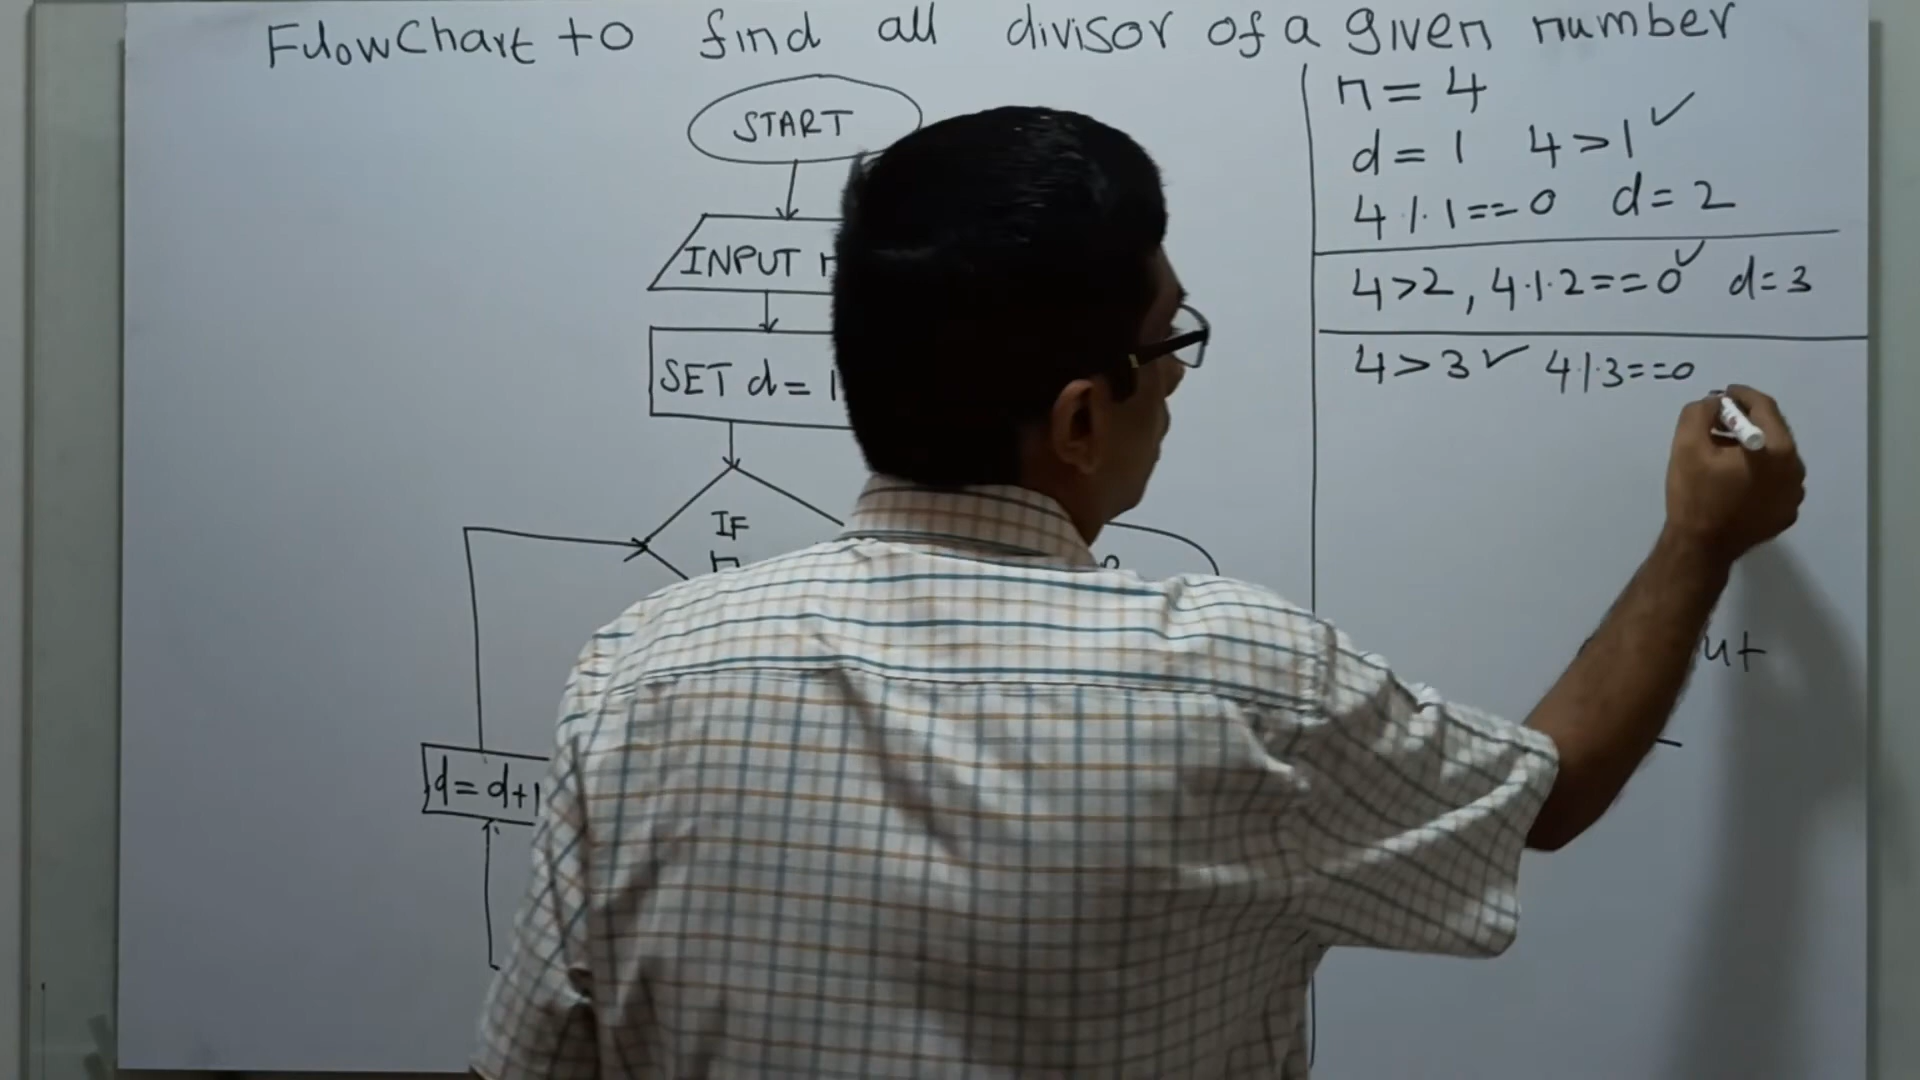 FlowChart to find all divisor of a given number
START
INPUT
SET d = 1
IF
d = d+1
n = 4
d = 1 4 > 1 ✓
4 % 1 == 0 d = 2
4 > 2 , 4 % 2 == 0 ✓ d = 3
4 > 3 ✓ 4 % 3 == 0